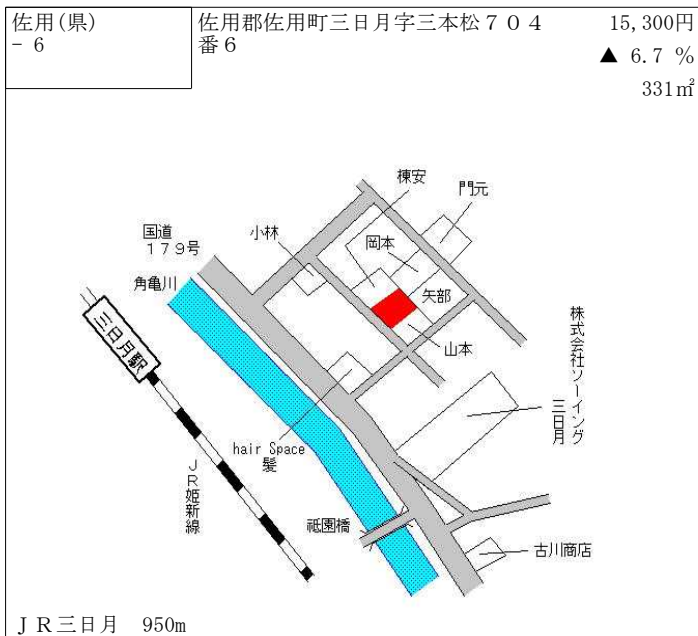 佐用(県)
－6
佐用郡佐用町三日月字三本松７０４
番６
15,300円
▲ 6.7 %
331㎡
棟安
門元
小林
岡本
国道
１７９号
角亀川
矢部
山本
三日月駅
株式会社ソーイング
三日月
hair Space
髪
ＪＲ姫新線
祗園橋
古川商店
ＪＲ三日月　950m